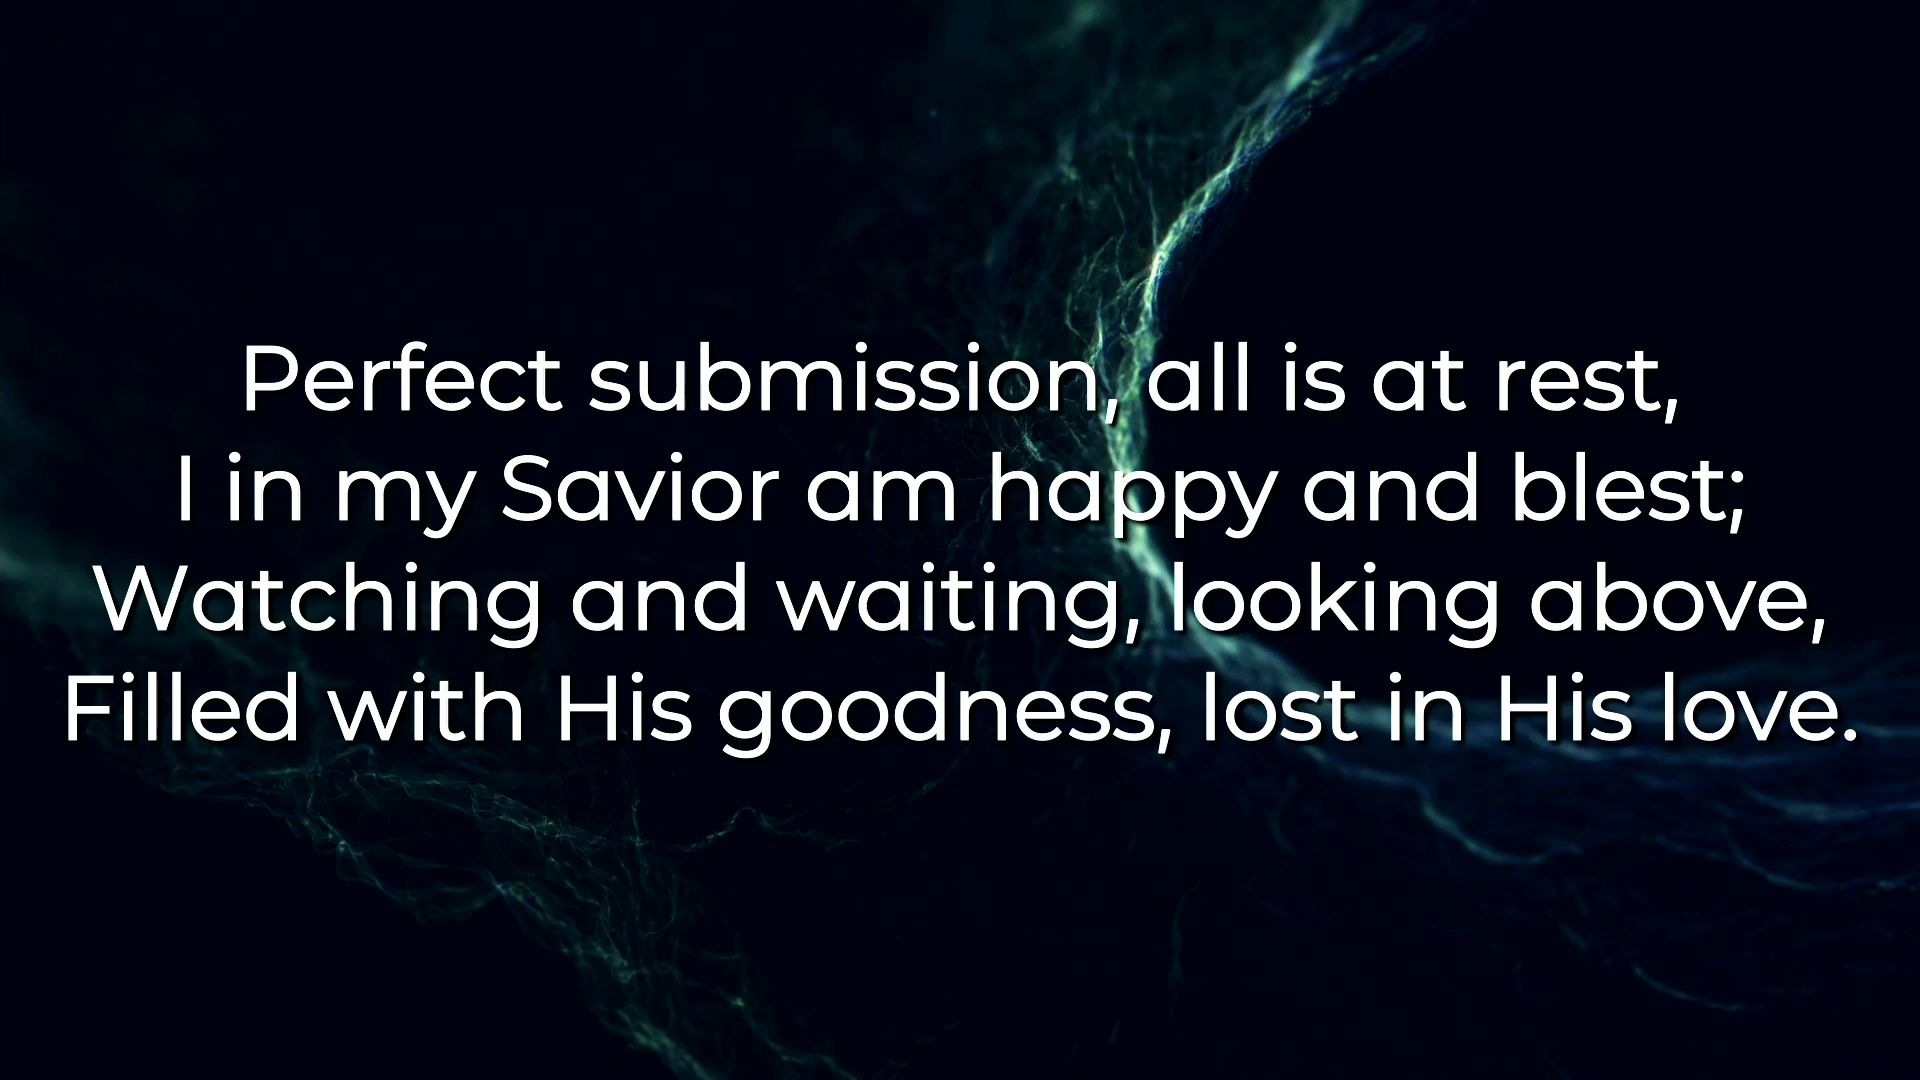 Perfect submission, all is at rest,
I in my Savior am happy and blest;
Watching and waiting, looking above,
Filled with His goodness, lost in His love.